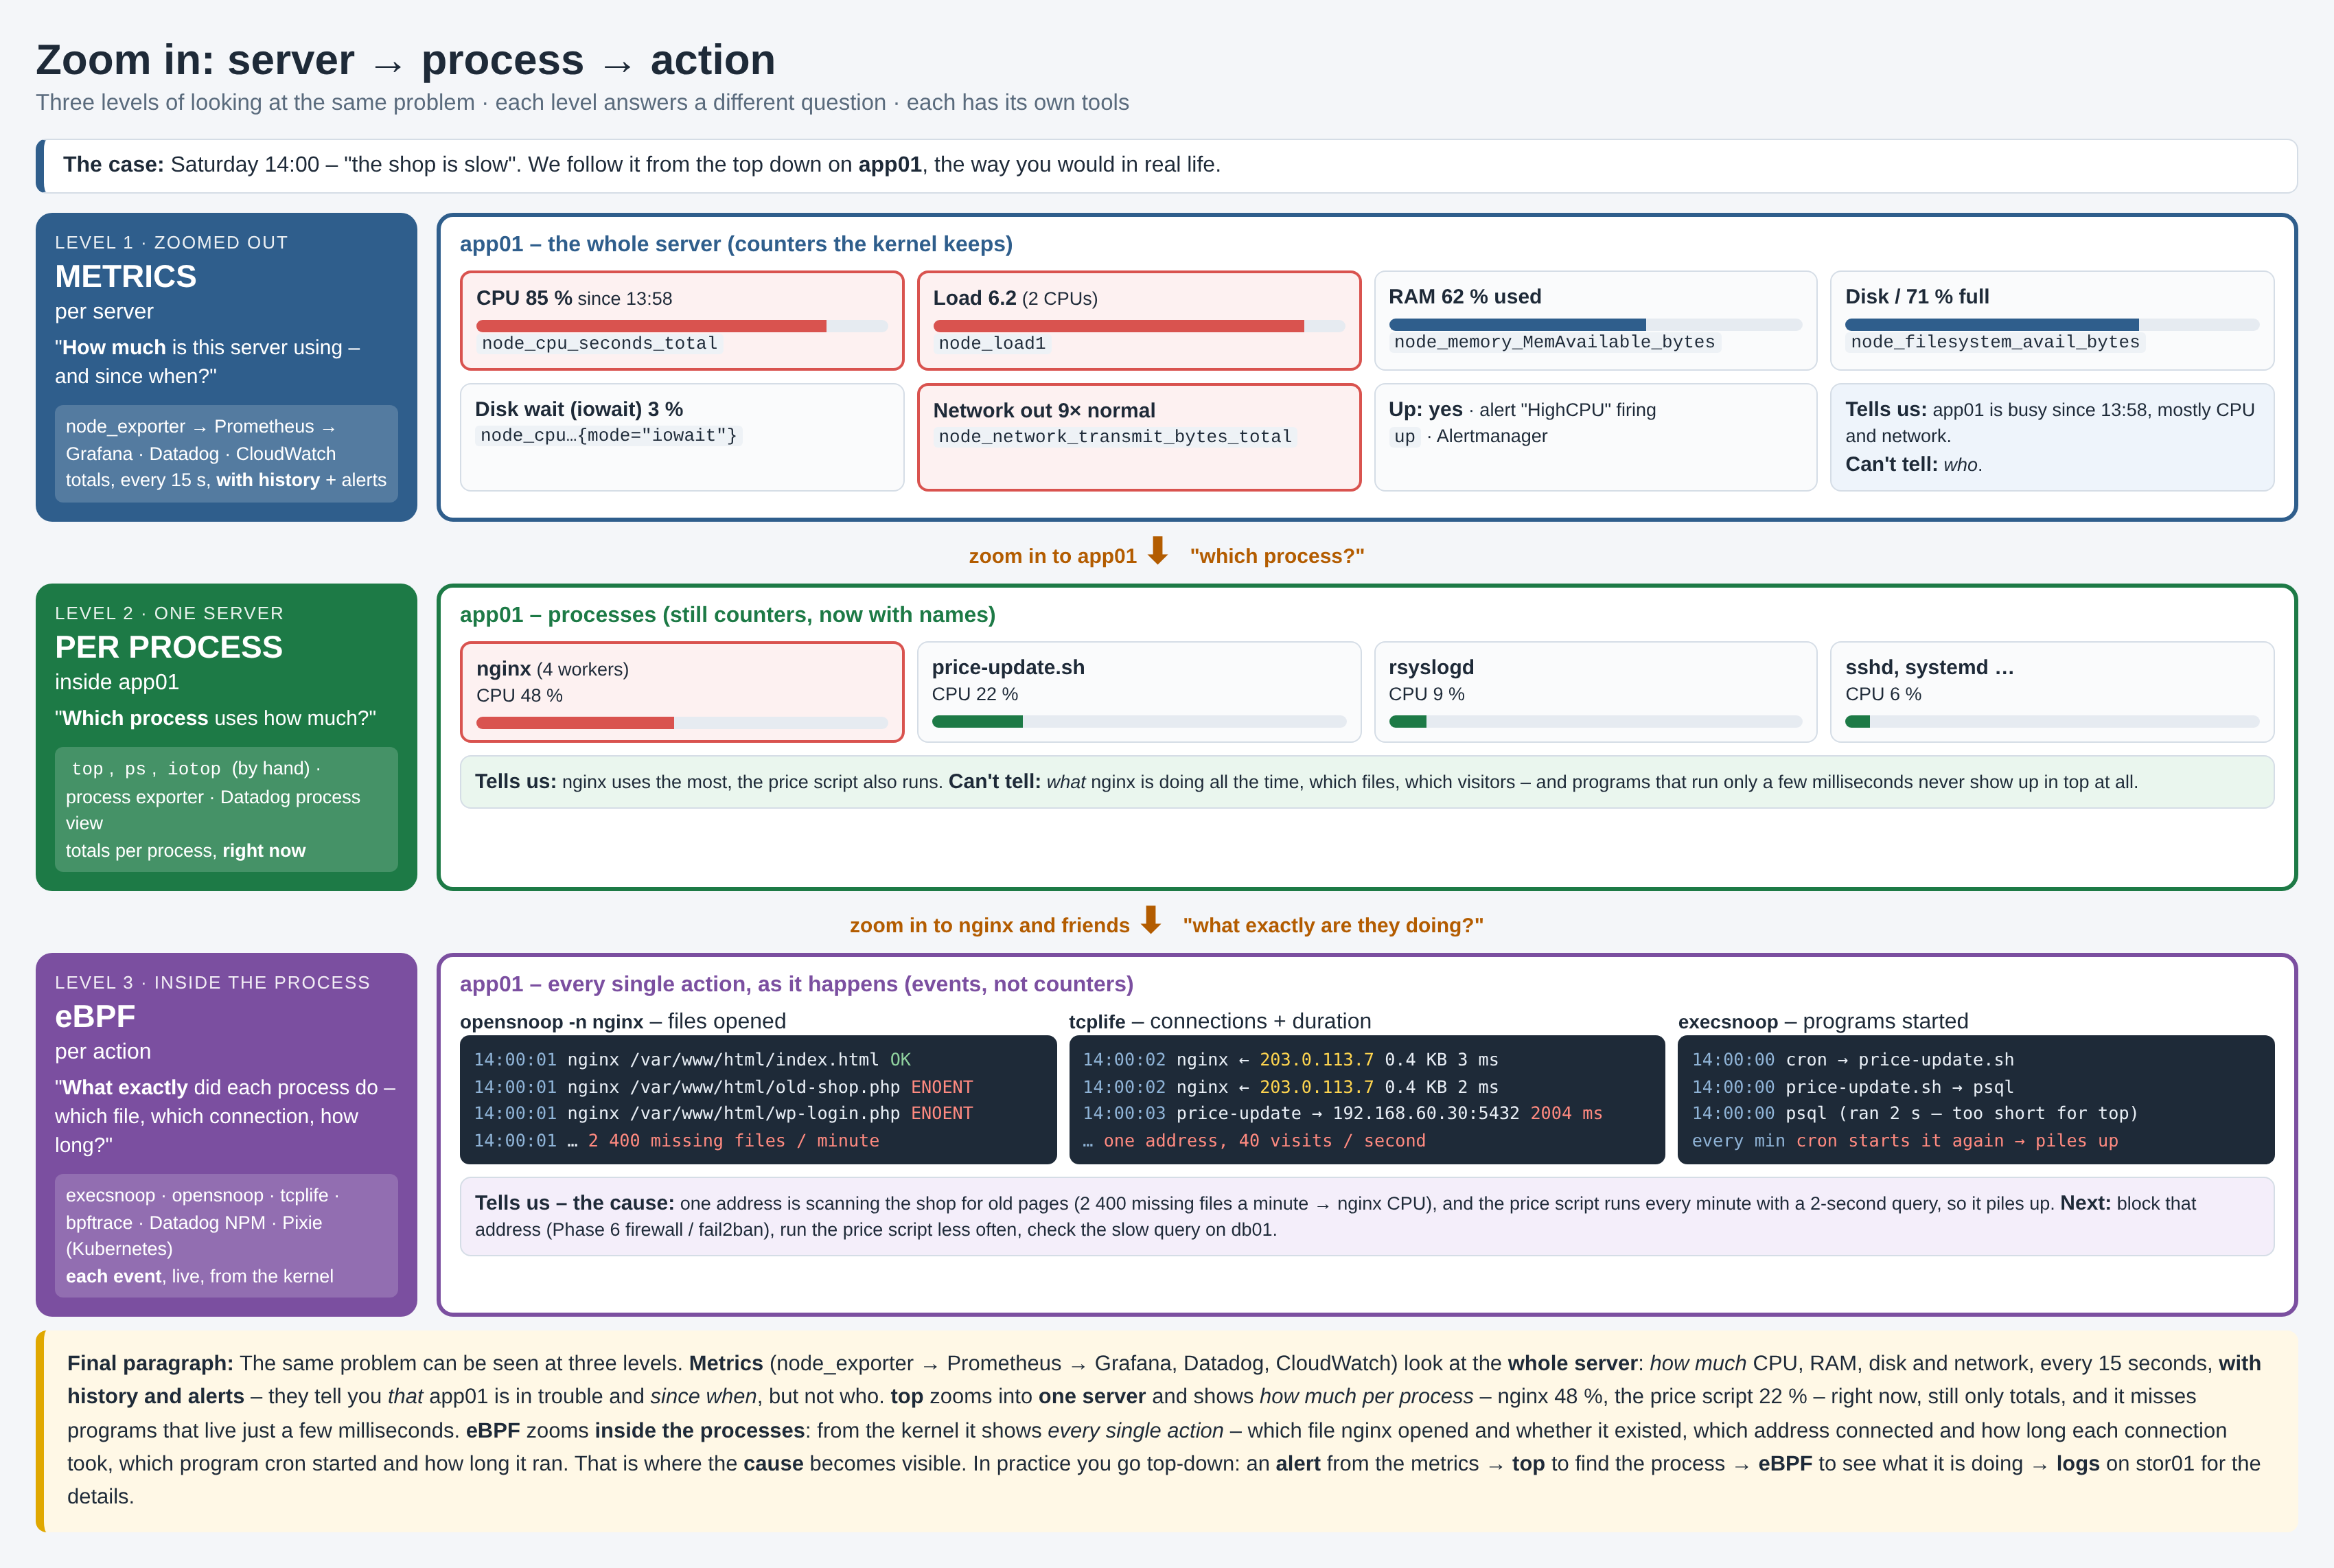 Zoom in: server → process → action
Three levels of looking at the same problem · each level answers a different question · each has its own tools
The case: Saturday 14:00 – "the shop is slow". We follow it from the top down on app01, the way you would in real life.
LEVEL 1 · ZOOMED OUT
METRICS
per server
"How much is this server using –
and since when?"
node_exporter → Prometheus →
Grafana · Datadog · CloudWatch
totals, every 15 s, with history + alerts
app01 – the whole server (counters the kernel keeps)
CPU 85 % since 13:58
node_cpu_seconds_total
Load 6.2 (2 CPUs)
node_load1
RAM 62 % used
node_memory_MemAvailable_bytes
Disk / 71 % full
node_filesystem_avail_bytes
Disk wait (iowait) 3 %
node_cpu…{mode="iowait"}
Network out 9× normal
node_network_transmit_bytes_total
Up: yes · alert "HighCPU" firing
up · Alertmanager
Tells us: app01 is busy since 13:58, mostly CPU
and network.
Can't tell: who.
zoom in to app01 ⬇ "which process?"
LEVEL 2 · ONE SERVER
PER PROCESS
inside app01
"Which process uses how much?"
top, ps, iotop (by hand) ·
process exporter · Datadog process
view
totals per process, right now
app01 – processes (still counters, now with names)
nginx (4 workers)
CPU 48 %
price-update.sh
CPU 22 %
rsyslogd
CPU 9 %
sshd, systemd …
CPU 6 %
Tells us: nginx uses the most, the price script also runs. Can't tell: what nginx is doing all the time, which files, which visitors – and programs that run only a few milliseconds never show up in top at all.
zoom in to nginx and friends ⬇ "what exactly are they doing?"
LEVEL 3 · INSIDE THE PROCESS
eBPF
per action
"What exactly did each process do –
which file, which connection, how
long?"
execsnoop · opensnoop · tcplife ·
bpftrace · Datadog NPM · Pixie
(Kubernetes)
each event, live, from the kernel
app01 – every single action, as it happens (events, not counters)
opensnoop -n nginx – files opened
14:00:01 nginx /var/www/html/index.html OK
14:00:01 nginx /var/www/html/old-shop.php ENOENT
14:00:01 nginx /var/www/html/wp-login.php ENOENT
14:00:01 … 2 400 missing files / minute
tcplife – connections + duration
14:00:02 nginx ← 203.0.113.7 0.4 KB 3 ms
14:00:02 nginx ← 203.0.113.7 0.4 KB 2 ms
14:00:03 price-update → 192.168.60.30:5432 2004 ms
… one address, 40 visits / second
execsnoop – programs started
14:00:00 cron → price-update.sh
14:00:00 price-update.sh → psql
14:00:00 psql (ran 2 s – too short for top)
every min cron starts it again → piles up
Tells us – the cause: one address is scanning the shop for old pages (2 400 missing files a minute → nginx CPU), and the price script runs every minute with a 2-second query, so it piles up. Next: block that
address (Phase 6 firewall / fail2ban), run the price script less often, check the slow query on db01.
Final paragraph: The same problem can be seen at three levels. Metrics (node_exporter → Prometheus → Grafana, Datadog, CloudWatch) look at the whole server: how much CPU, RAM, disk and network, every 15 seconds, with
history and alerts – they tell you that app01 is in trouble and since when, but not who. top zooms into one server and shows how much per process – nginx 48 %, the price script 22 % – right now, still only totals, and it misses
programs that live just a few milliseconds. eBPF zooms inside the processes: from the kernel it shows every single action – which file nginx opened and whether it existed, which address connected and how long each connection
took, which program cron started and how long it ran. That is where the cause becomes visible. In practice you go top-down: an alert from the metrics → top to find the process → eBPF to see what it is doing → logs on stor01 for the
details.